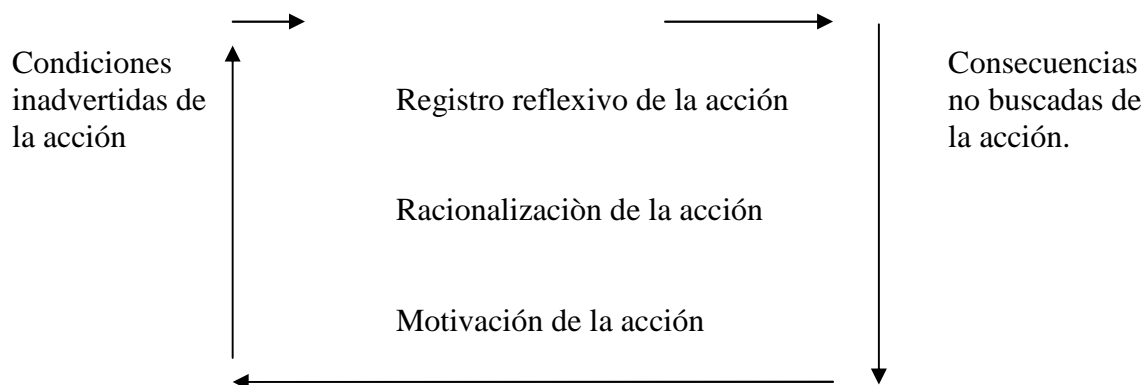 Condiciones
inadvertidas de
la acción
Registro reflexivo de la acción
Racionalizaciòn de la acción
Motivación de la acción
Consecuencias
no buscadas de
la acción.